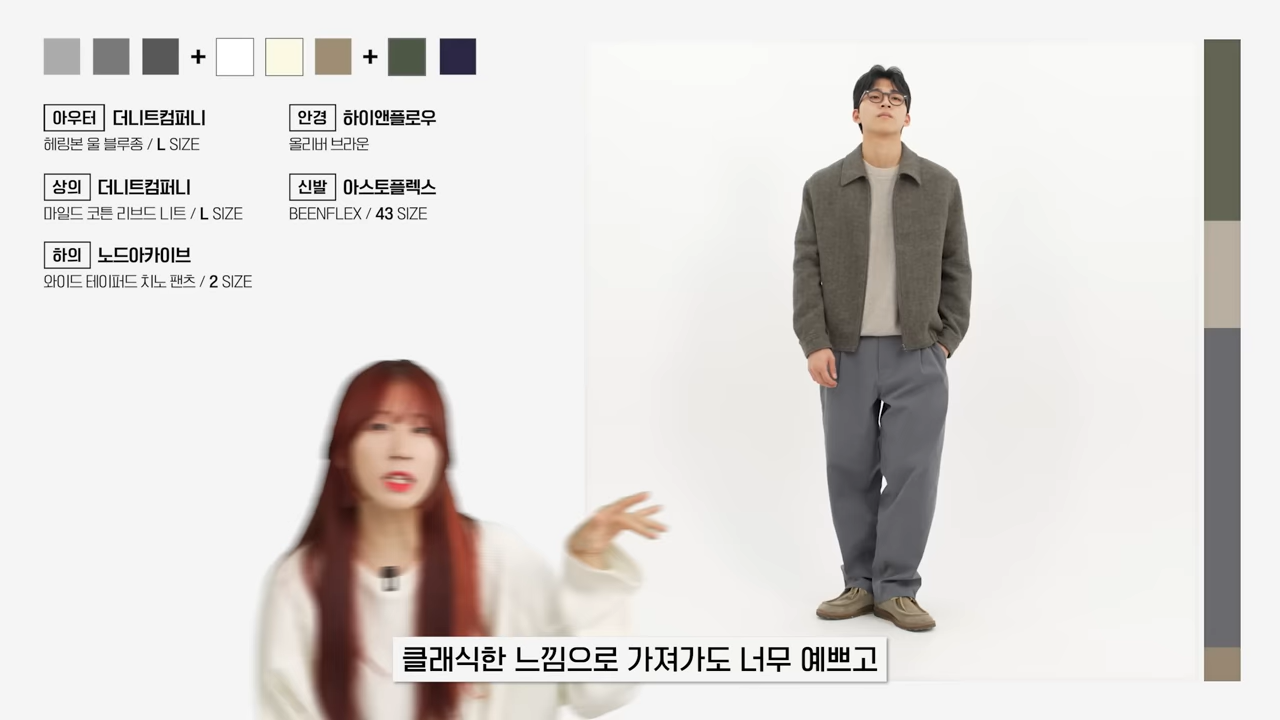 + +
아우터 더니트컴퍼니
헤링본 울 블루종 / L SIZE
상의 더니트컴퍼니
마일드 코튼 리브드 니트 / L SIZE
하의 노드아카이브
와이드 테이퍼드 치노 팬츠 / 2 SIZE
안경 하이앤플로우
올리버 브라운
신발 아스토플렉스
BEENFLEX / 43 SIZE
클래식한 느낌으로 가져가도 너무 예쁘고